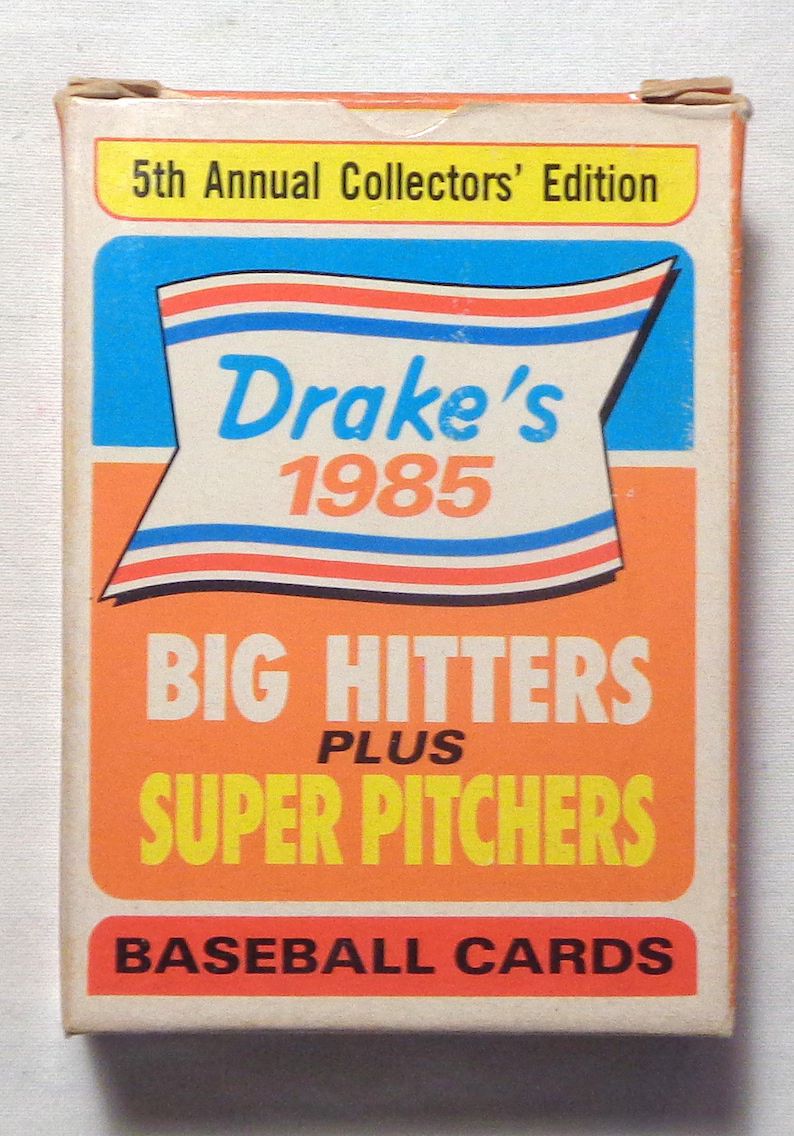 5th Annual Collectors' Edition
Drake's
1985
BIG HITTERS
PLUS
SUPER PITCHERS
BASEBALL CARDS